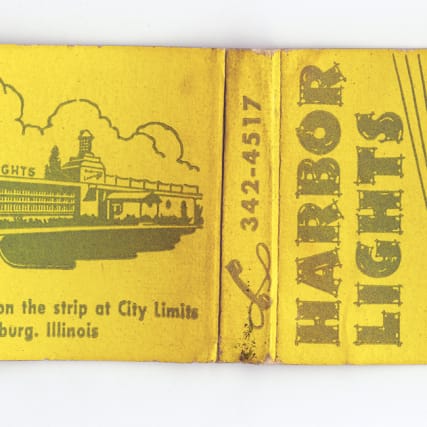 GHTS
on the strip at City Limits
burg, Illinois
342-4517
HARBOR
LIGHTS